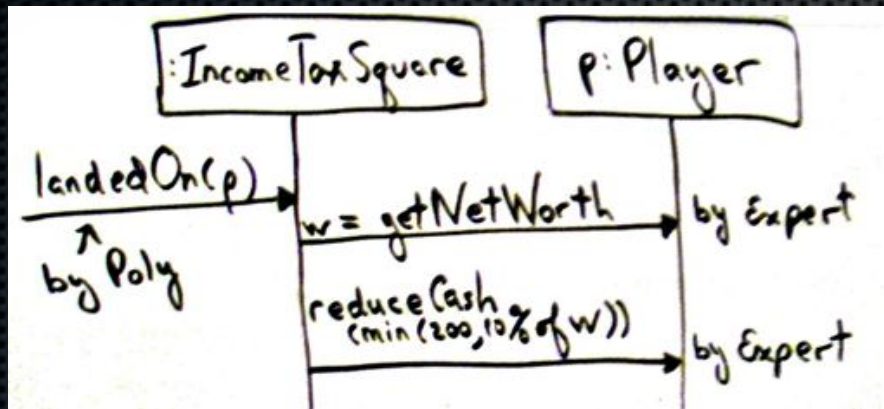 :IncomeTaxSquare
p: Player
landedOn(p)
by Poly
w = getNetWorth
by Expert
reduceCash
(min(200, 10% of w))
by Expert